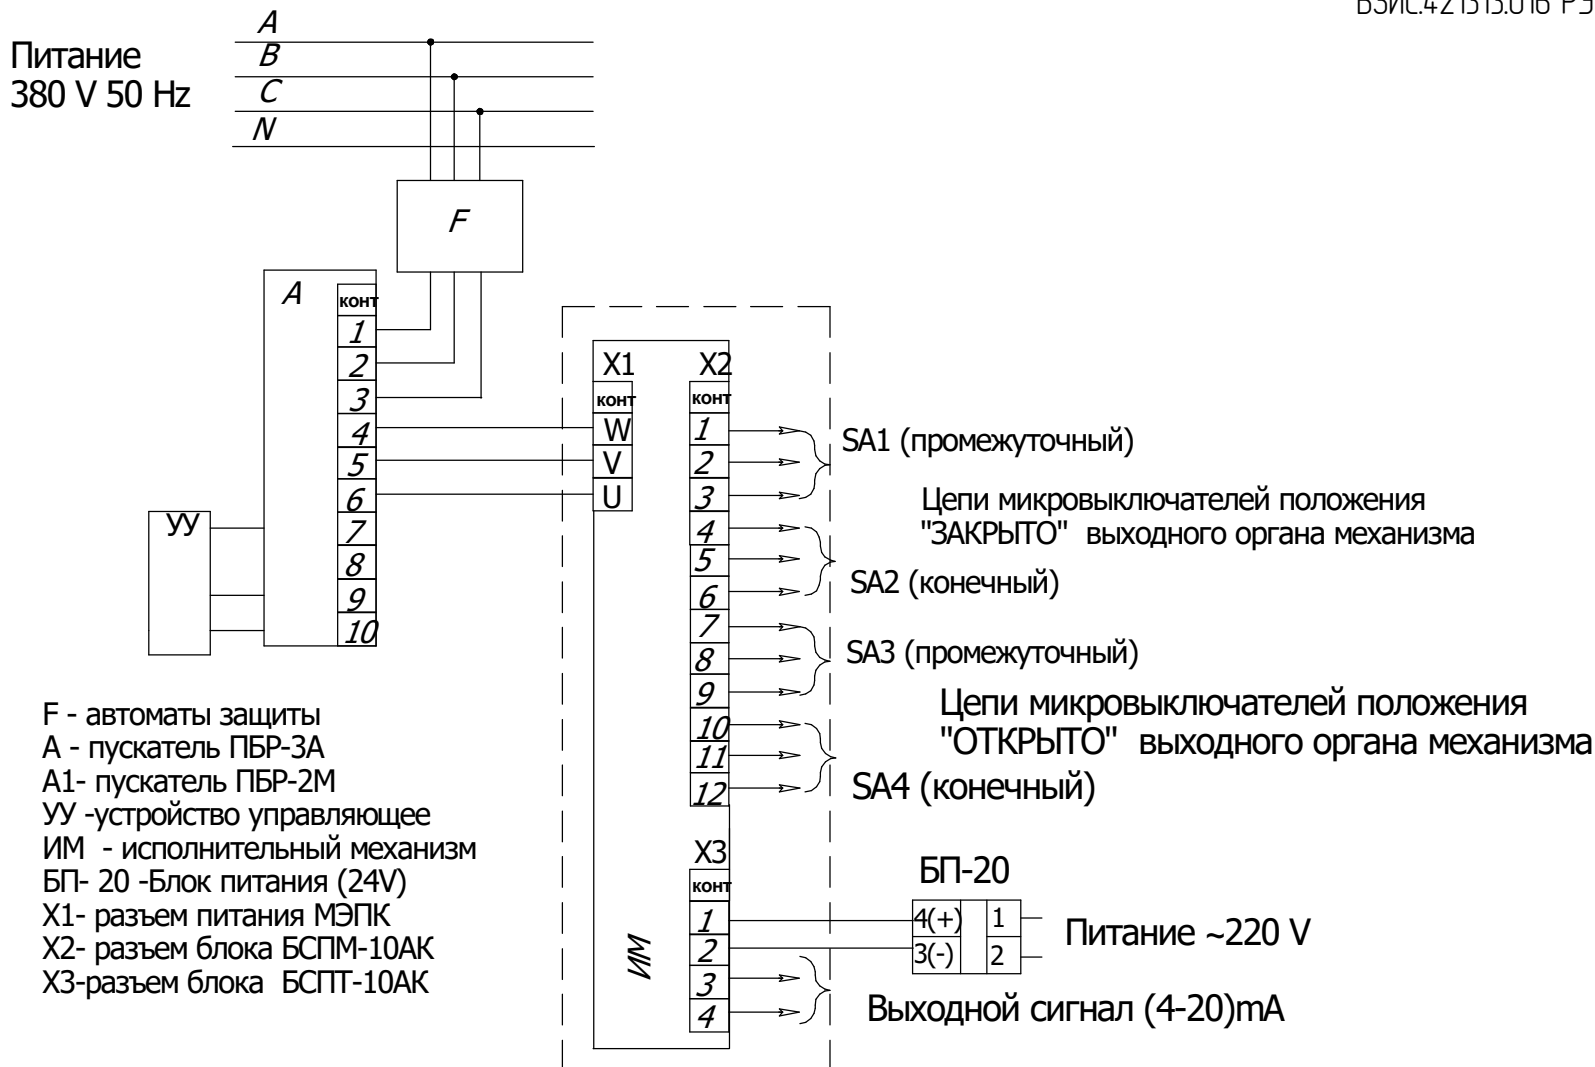 ВЗИС.421313.016 РЭ
Питание
380 V 50 Hz
A
B
C
N
F
A
конт
1
2
3
4
5
6
7
8
9
10
УУ
X1
конт
W
V
U
X2
конт
1
2
3
4
5
6
7
8
9
10
11
12
SA1 (промежуточный)
Цепи микровыключателей положения
"ЗАКРЫТО" выходного органа механизма
SA2 (конечный)
SA3 (промежуточный)
Цепи микровыключателей положения
"ОТКРЫТО" выходного органа механизма
SA4 (конечный)
X3
конт
1
2
3
4
ИМ
БП-20
4(+) 1
3(-) 2
Питание ~220 V
Выходной сигнал (4-20)mA
F - автоматы защиты
А - пускатель ПБР-3А
А1- пускатель ПБР-2М
УУ -устройство управляющее
ИМ - исполнительный механизм
БП- 20 -Блок питания (24V)
Х1- разъем питания МЭПК
Х2- разъем блока БСПМ-10АК
Х3-разъем блока БСПТ-10АК